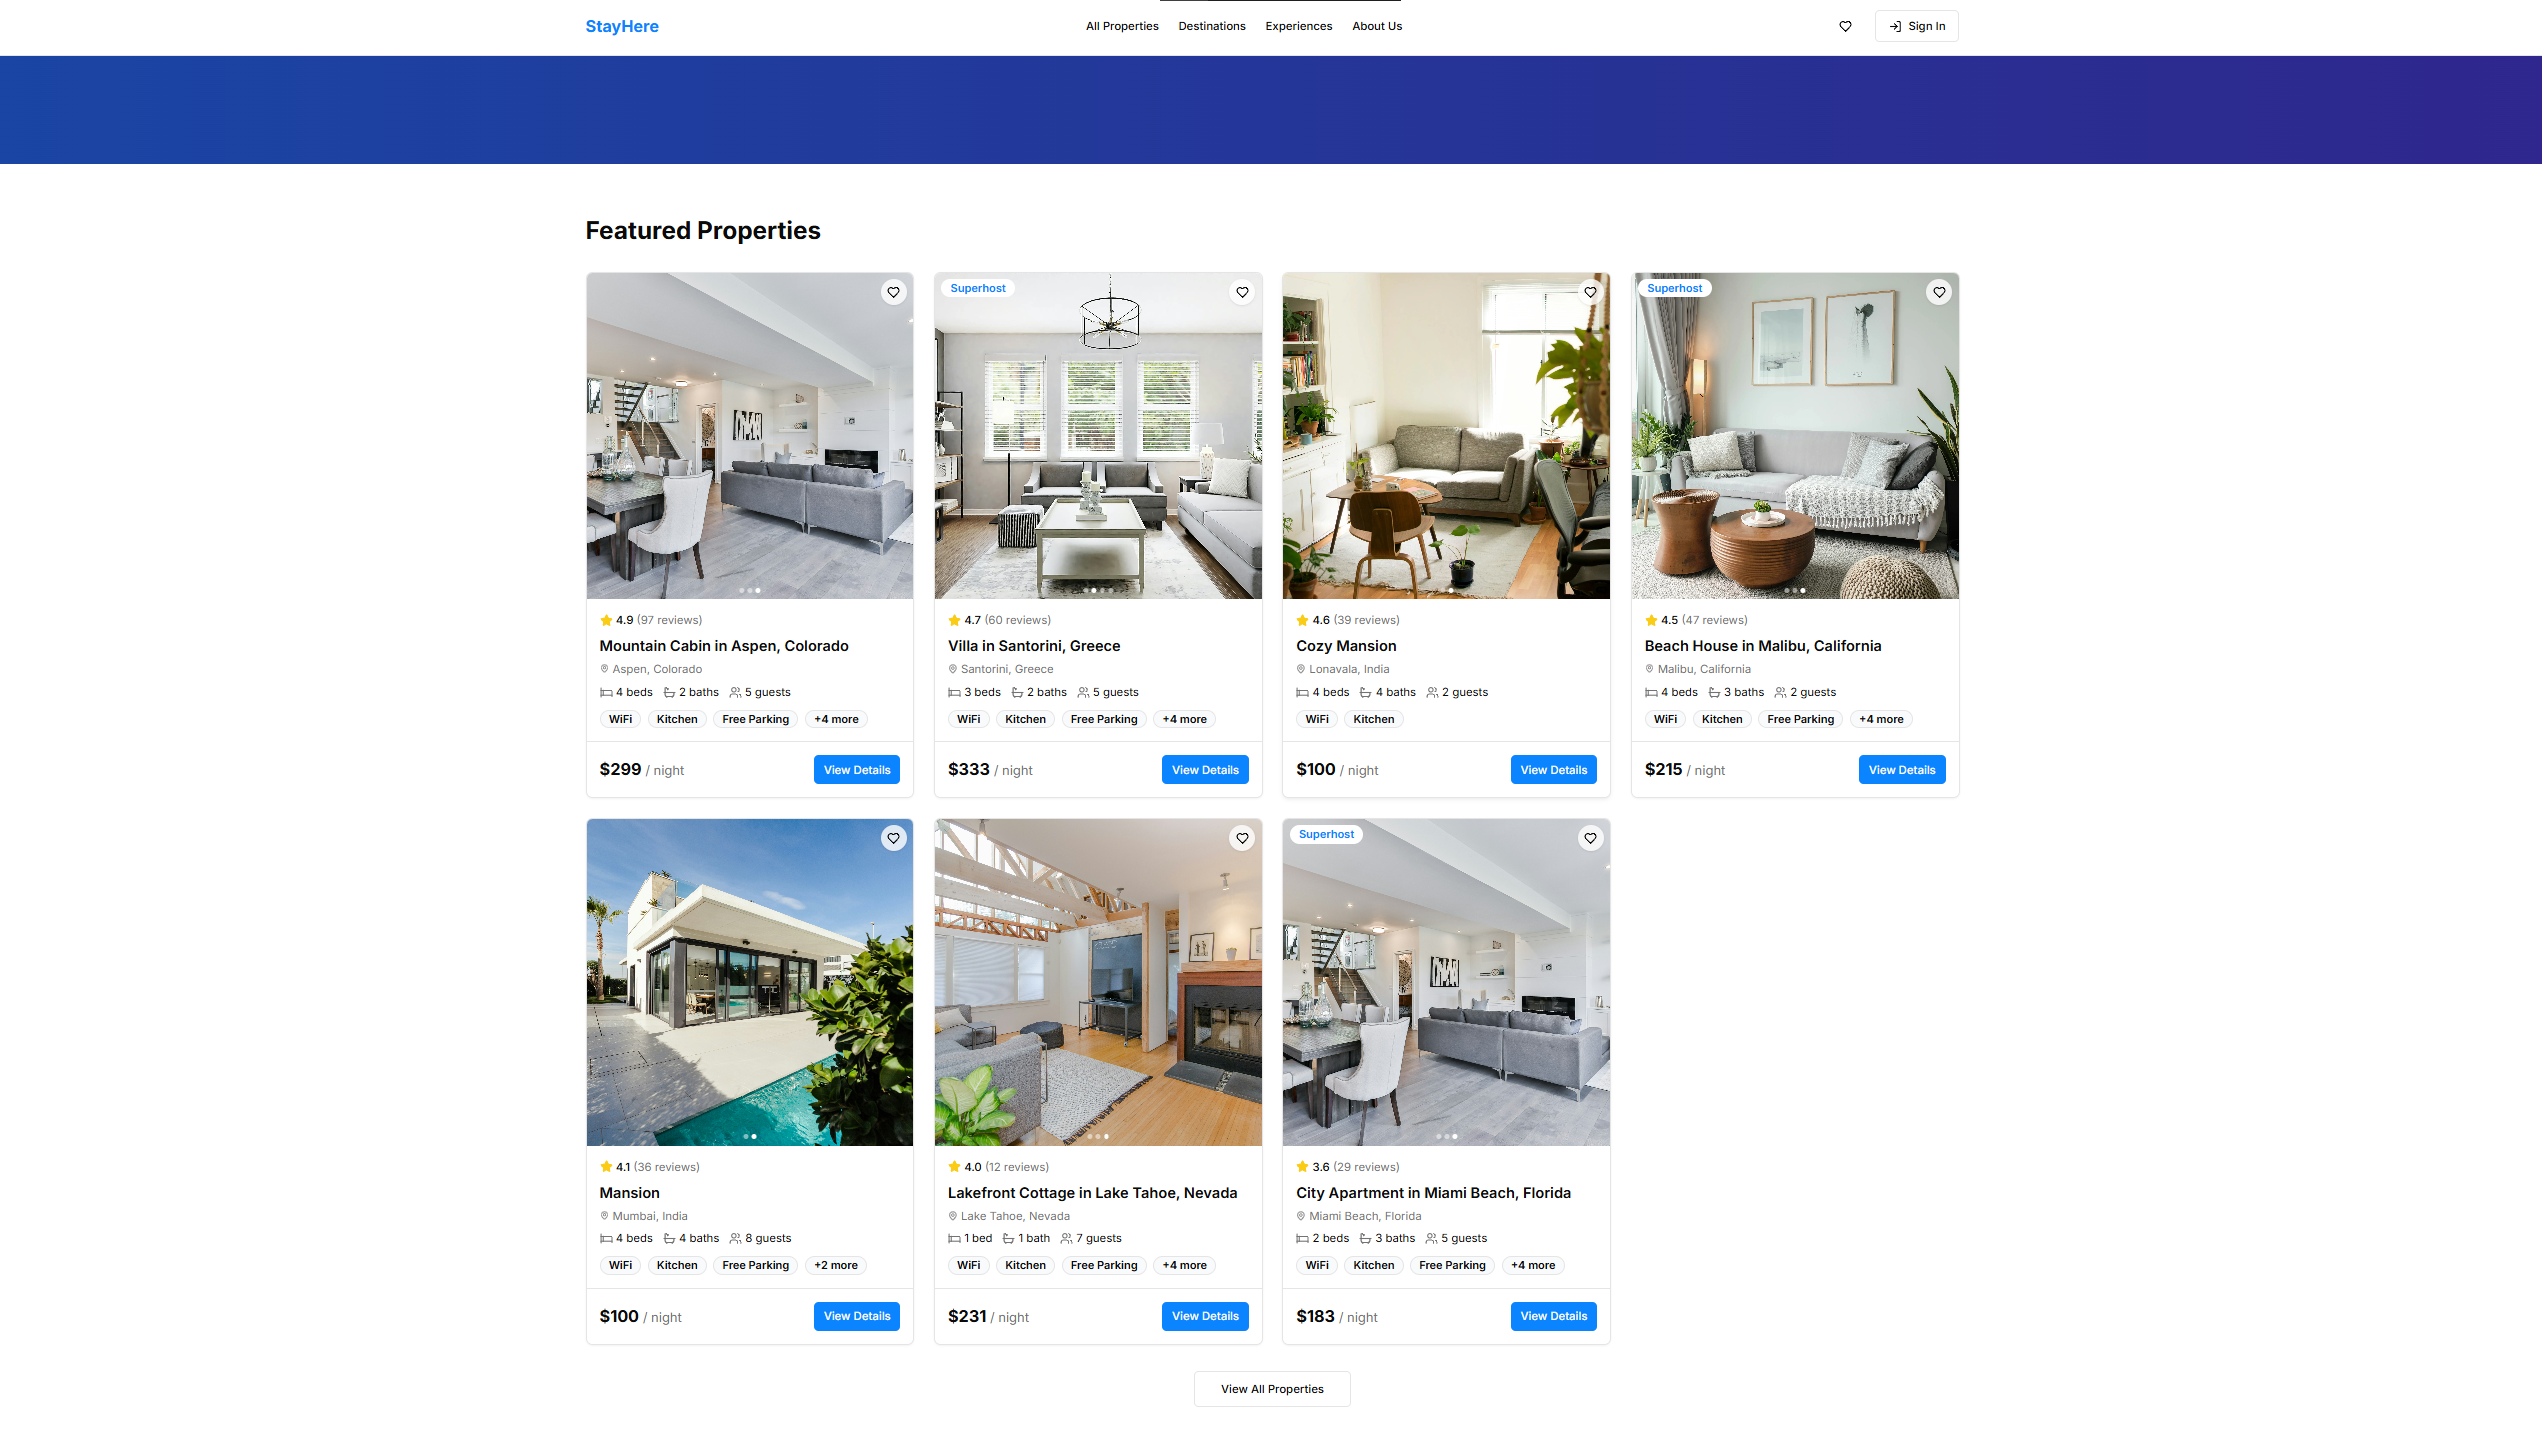 StayHere
All Properties Destinations Experiences About Us
Sign In
Featured Properties
4.9 (97 reviews)
Mountain Cabin in Aspen, Colorado
Aspen, Colorado
4 beds 2 baths 5 guests
WiFi Kitchen Free Parking +4 more
$299 / night View Details
Superhost
4.7 (60 reviews)
Villa in Santorini, Greece
Santorini, Greece
3 beds 2 baths 5 guests
WiFi Kitchen Free Parking +4 more
$333 / night View Details
4.6 (39 reviews)
Cozy Mansion
Lonavala, India
4 beds 4 baths 2 guests
WiFi Kitchen
$100 / night View Details
Superhost
4.5 (47 reviews)
Beach House in Malibu, California
Malibu, California
4 beds 3 baths 2 guests
WiFi Kitchen Free Parking +4 more
$215 / night View Details
4.1 (36 reviews)
Mansion
Mumbai, India
4 beds 4 baths 8 guests
WiFi Kitchen Free Parking +2 more
$100 / night View Details
4.0 (12 reviews)
Lakefront Cottage in Lake Tahoe, Nevada
Lake Tahoe, Nevada
1 bed 1 bath 7 guests
WiFi Kitchen Free Parking +4 more
$231 / night View Details
Superhost
3.6 (29 reviews)
City Apartment in Miami Beach, Florida
Miami Beach, Florida
2 beds 3 baths 5 guests
WiFi Kitchen Free Parking +4 more
$183 / night View Details
View All Properties